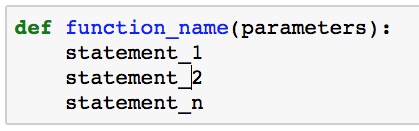 def function_name(parameters):
    statement_1
    statement_2
    statement_n